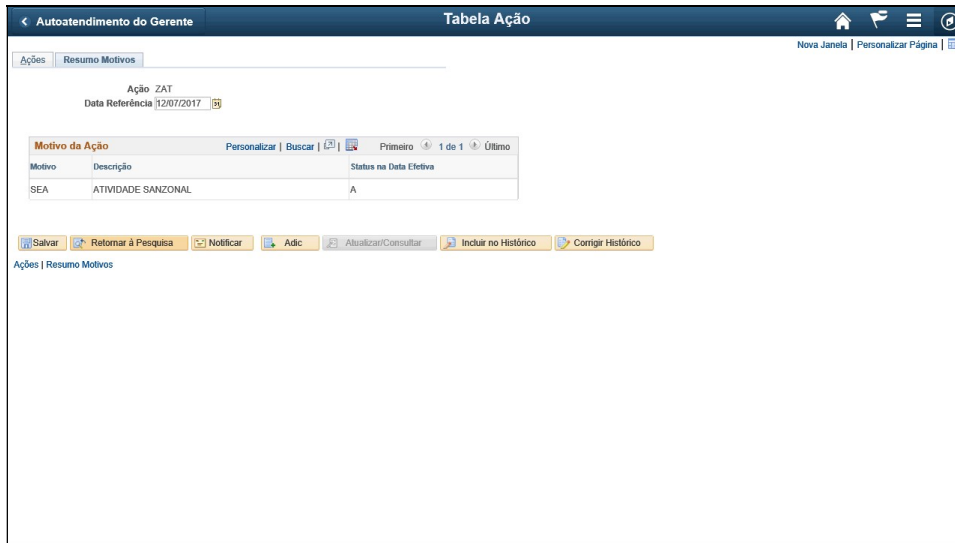 Autoatendimento do Gerente
Tabela Ação
Nova Janela | Personalizar Página |
Ações
Resumo Motivos
Ação ZAT
Data Referência 12/07/2017
Motivo da Ação Personalizar | Buscar | | Primeiro 1 de 1 Último
Motivo Descrição Status na Data Efetiva
SEA ATIVIDADE SANZONAL A
Salvar Retornar à Pesquisa Notificar Adic Atualizar/Consultar Incluir no Histórico Corrigir Histórico
Ações | Resumo Motivos